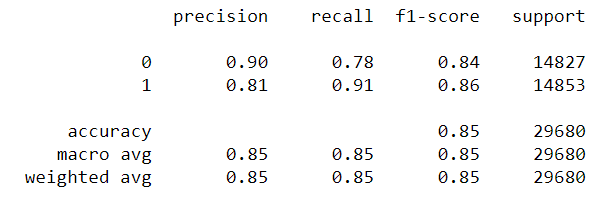 precision recall f1-score support
0 0.90 0.78 0.84 14827
1 0.81 0.91 0.86 14853
accuracy 0.85 29680
macro avg 0.85 0.85 0.85 29680
weighted avg 0.85 0.85 0.85 29680